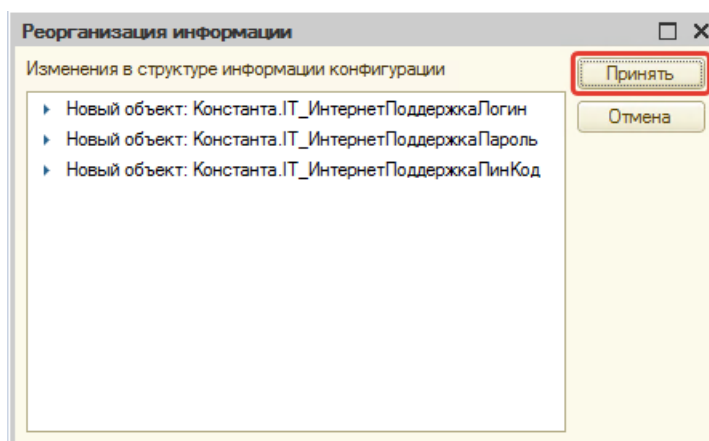 Реорганизация информации
Изменения в структуре информации конфигурации
Принять
Отмена
Новый объект: Константа.IT_ИнтернетПоддержкаЛогин
Новый объект: Константа.IT_ИнтернетПоддержкаПароль
Новый объект: Константа.IT_ИнтернетПоддержкаПинКод